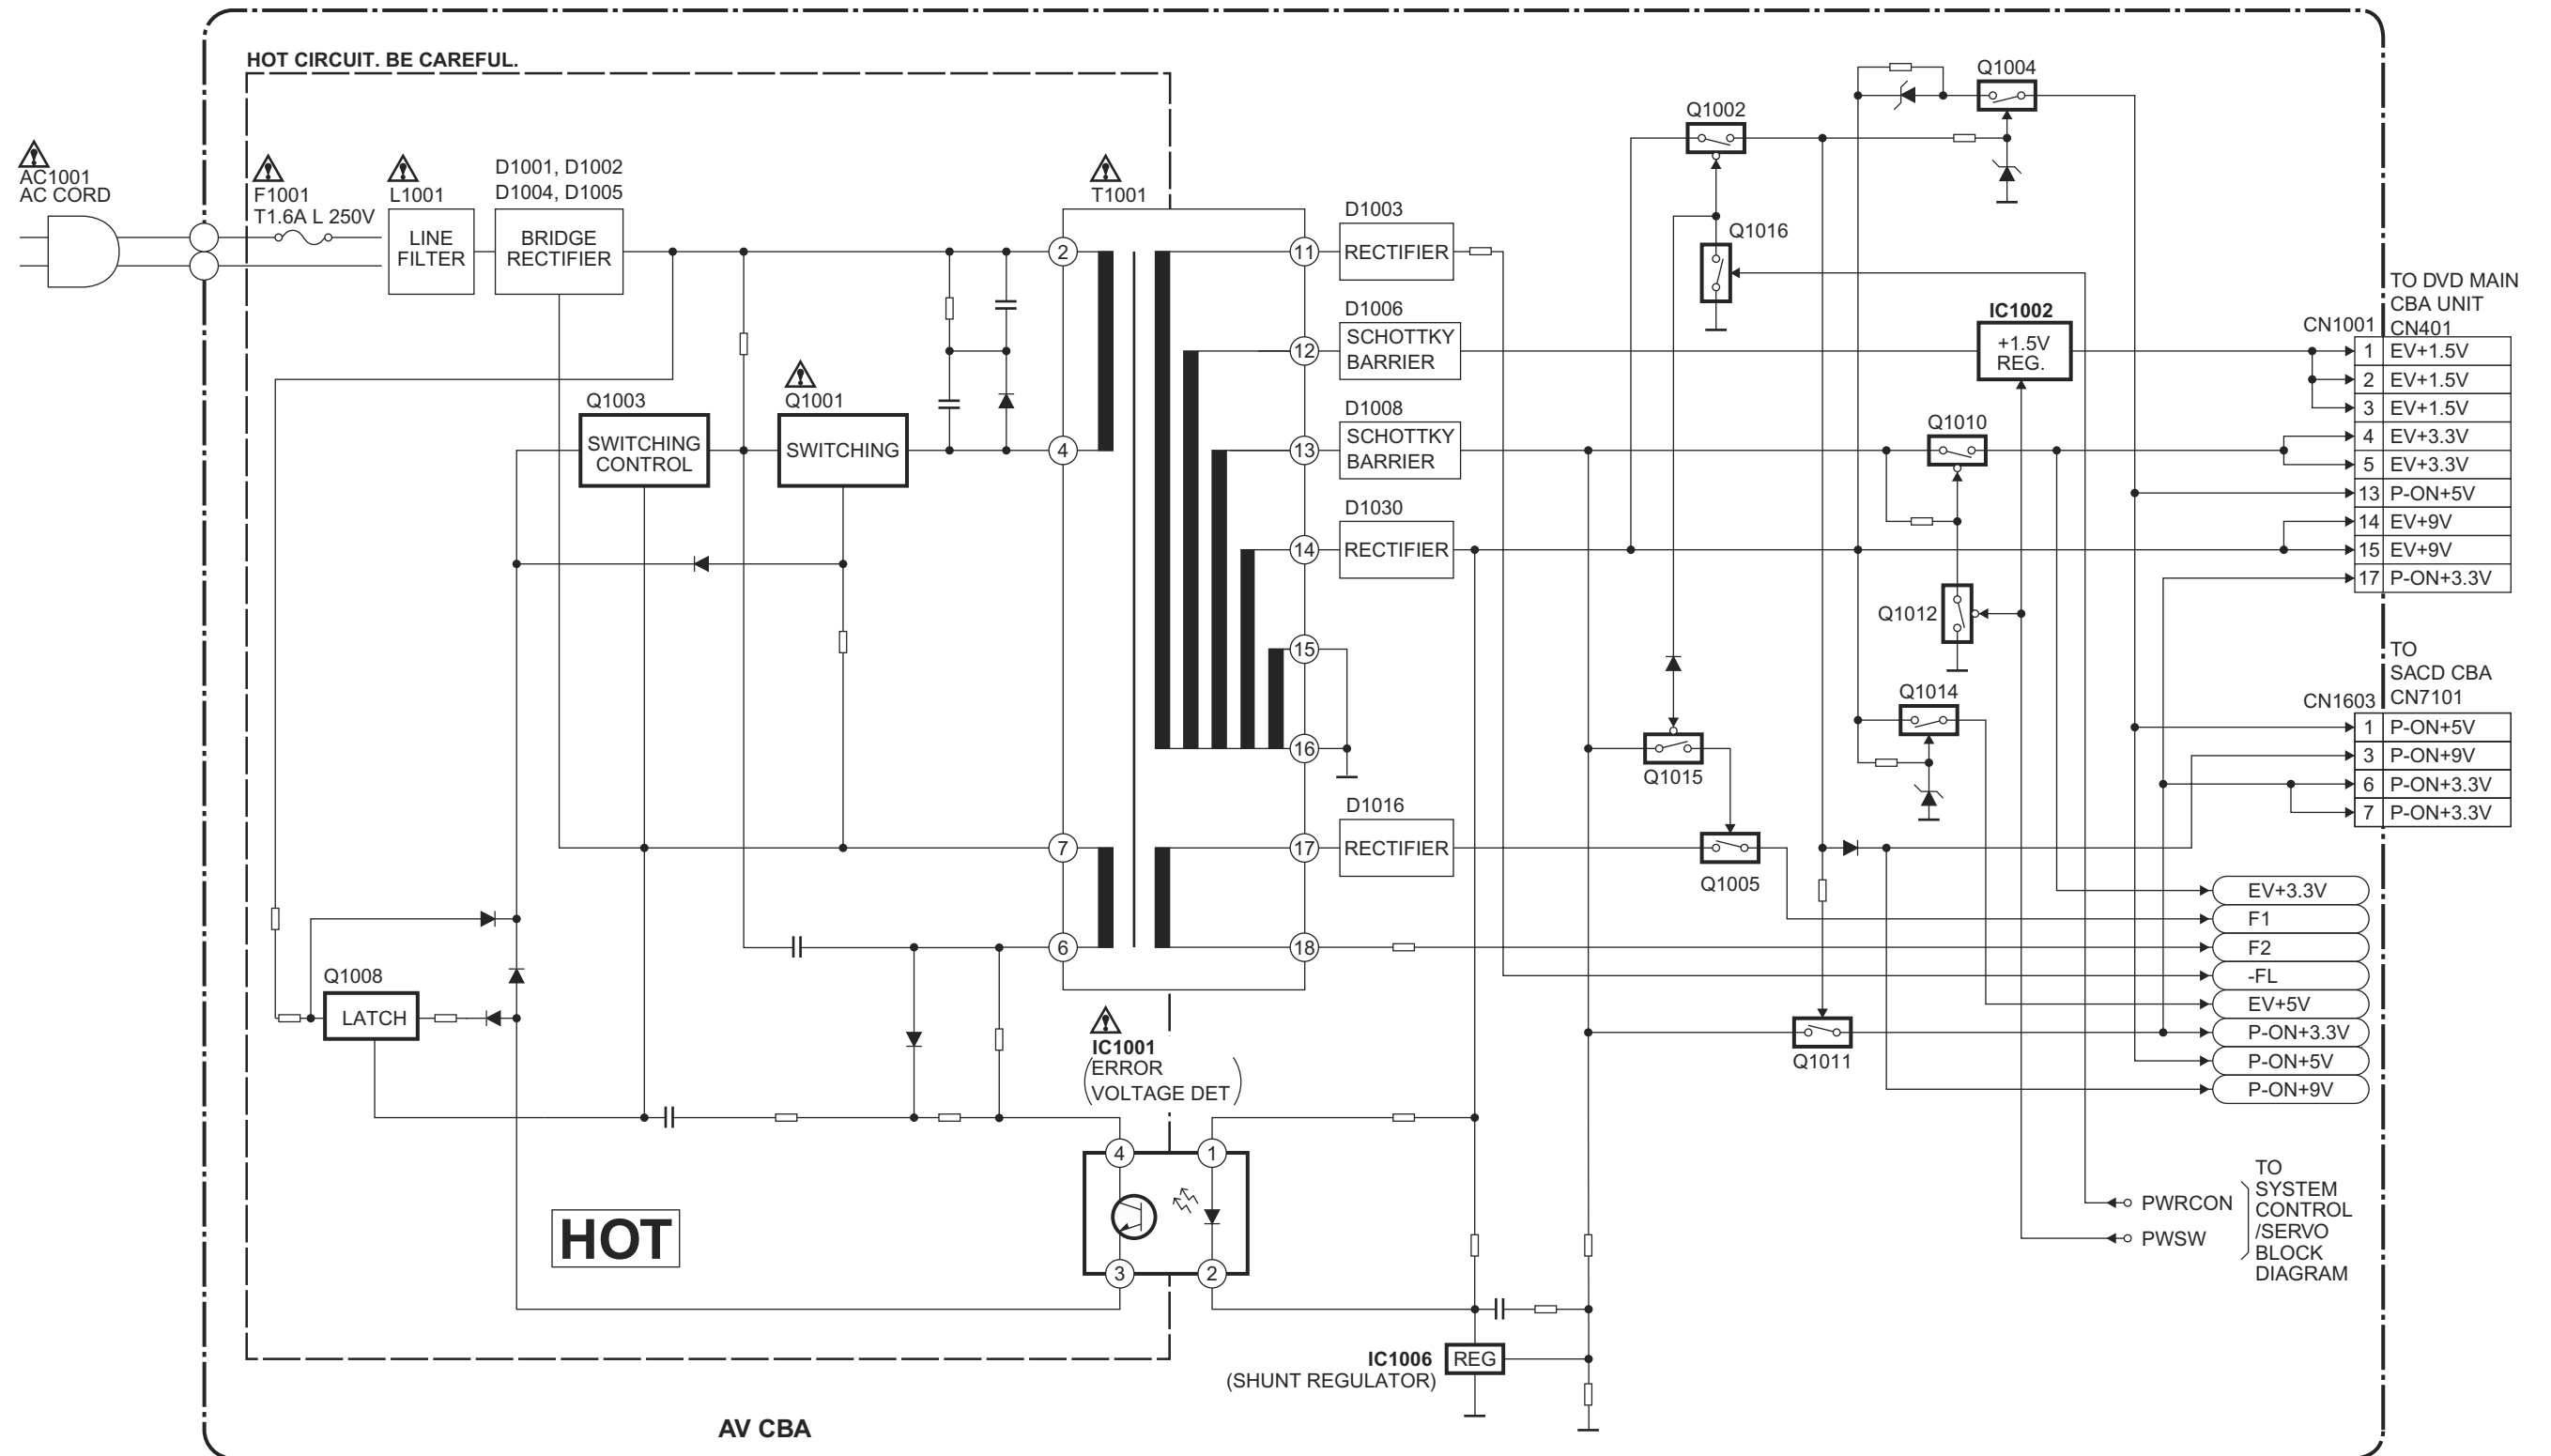 HOT CIRCUIT. BE CAREFUL.
AC1001
AC CORD
F1001
T1.6A L 250V
L1001
LINE
FILTER
D1001, D1002
D1004, D1005
BRIDGE
RECTIFIER
T1001
2
4
7
6
11
12
13
14
15
16
17
18
Q1003
SWITCHING
CONTROL
Q1001
SWITCHING
Q1008
LATCH
HOT
IC1001
ERROR
VOLTAGE DET
4
1
3
2
D1003
RECTIFIER
D1006
SCHOTTKY
BARRIER
D1008
SCHOTTKY
BARRIER
D1030
RECTIFIER
D1016
RECTIFIER
IC1006
(SHUNT REGULATOR)
REG
Q1002
Q1004
Q1016
IC1002
+1.5V
REG.
Q1010
Q1012
Q1014
Q1015
Q1005
Q1011
TO DVD MAIN
CBA UNIT
CN1001 CN401
1 EV+1.5V
2 EV+1.5V
3 EV+1.5V
4 EV+3.3V
5 EV+3.3V
13 P-ON+5V
14 EV+9V
15 EV+9V
17 P-ON+3.3V
TO
SACD CBA
CN1603 CN7101
1 P-ON+5V
3 P-ON+9V
6 P-ON+3.3V
7 P-ON+3.3V
EV+3.3V
F1
F2
-FL
EV+5V
P-ON+3.3V
P-ON+5V
P-ON+9V
PWRCON
PWSW
TO
SYSTEM
CONTROL
/SERVO
BLOCK
DIAGRAM
AV CBA